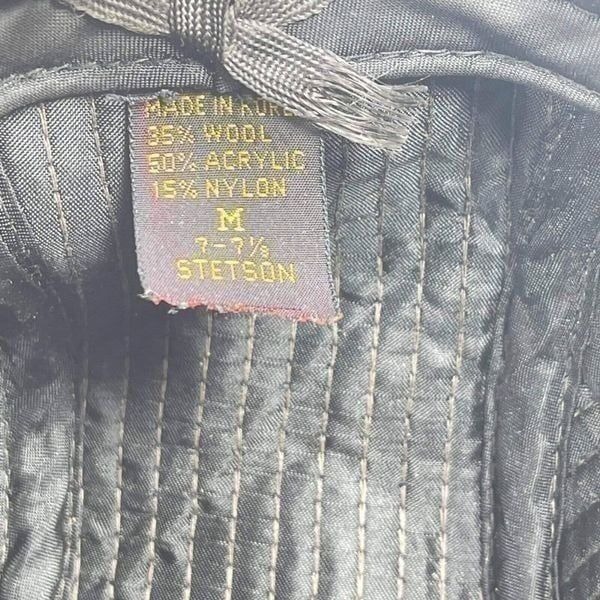 MADE IN KOREA
35% WOOL
50% ACRYLIC
15% NYLON
M
7-7⅛
STETSON